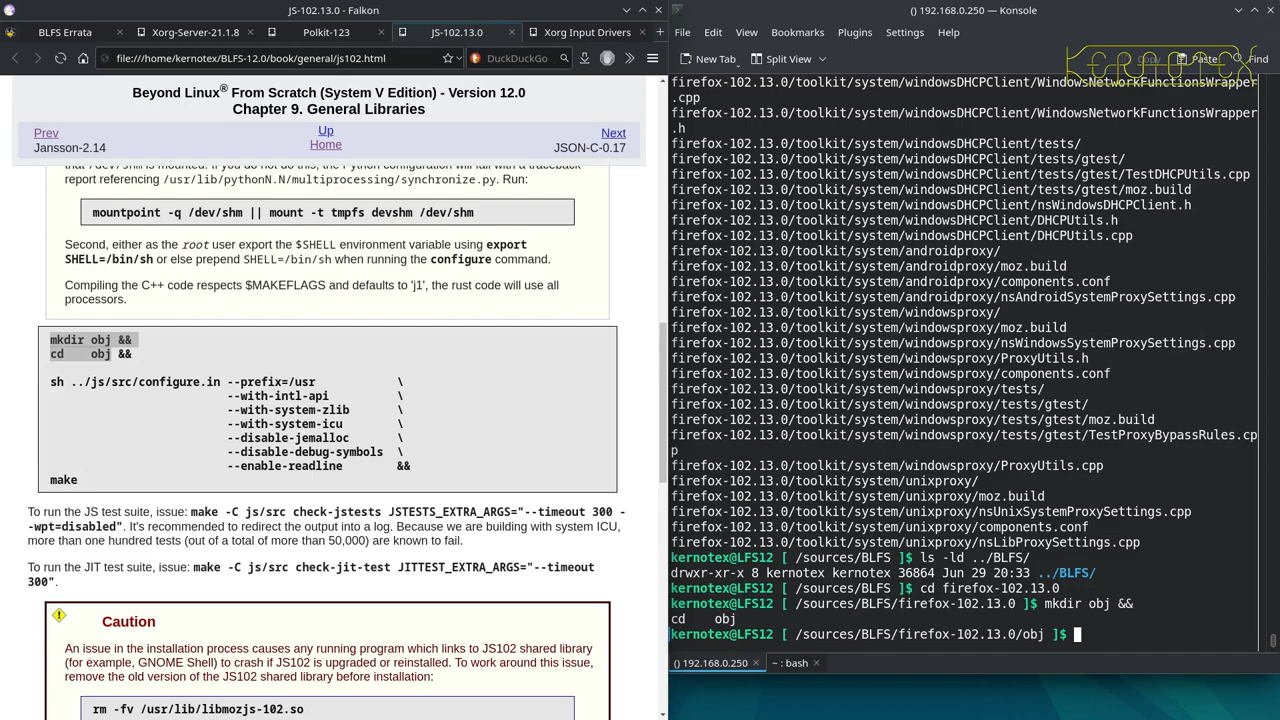 JS-102.13.0 - Falkon
BLFS Errata
Xorg-Server-21.1.8
Polkit-123
JS-102.13.0
Xorg Input Drivers
file:///home/kernotex/BLFS-12.0/book/general/js102.html
DuckDuckGo
Beyond Linux® From Scratch (System V Edition) - Version 12.0
Chapter 9. General Libraries
Prev
Up
Next
Jansson-2.14
Home
JSON-C-0.17
that /dev/shm is mounted. If you do not do this, the Python configuration will fail with a traceback
report referencing /usr/lib/pythonN.N/multiprocessing/synchronize.py. Run:
mountpoint -q /dev/shm || mount -t tmpfs devshm /dev/shm
Second, either as the root user export the $SHELL environment variable using export
SHELL=/bin/sh or else prepend SHELL=/bin/sh when running the configure command.
Compiling the C++ code respects $MAKEFLAGS and defaults to 'j1', the rust code will use all
processors.
mkdir obj &&
cd    obj &&
sh ../js/src/configure.in --prefix=/usr            \
--with-intl-api          \
--with-system-zlib       \
--with-system-icu        \
--disable-jemalloc       \
--disable-debug-symbols  \
--enable-readline        &&
make
To run the JS test suite, issue: make -C js/src check-jstests JSTESTS_EXTRA_ARGS="--timeout 300 -
-wpt=disabled". It's recommended to redirect the output into a log. Because we are building with system ICU,
more than one hundred tests (out of a total of more than 50,000) are known to fail.
To run the JIT test suite, issue: make -C js/src check-jit-test JITTEST_EXTRA_ARGS="--timeout
300".
Caution
An issue in the installation process causes any running program which links to JS102 shared library
(for example, GNOME Shell) to crash if JS102 is upgraded or reinstalled. To work around this issue,
remove the old version of the JS102 shared library before installation:
rm -fv /usr/lib/libmozjs-102.so
() 192.168.0.250 — Konsole
File Edit View Bookmarks Plugins Settings Help
New Tab
Split View
Copy
Paste
Find
KERNOTEX
firefox-102.13.0/toolkit/system/windowsDHCPClient/WindowsNetworkFunctionsWrapper
.cpp
firefox-102.13.0/toolkit/system/windowsDHCPClient/WindowsNetworkFunctionsWrapper
.h
firefox-102.13.0/toolkit/system/windowsDHCPClient/tests/
firefox-102.13.0/toolkit/system/windowsDHCPClient/tests/gtest/
firefox-102.13.0/toolkit/system/windowsDHCPClient/tests/gtest/TestDHCPUtils.cpp
firefox-102.13.0/toolkit/system/windowsDHCPClient/tests/gtest/moz.build
firefox-102.13.0/toolkit/system/windowsDHCPClient/nsWindowsDHCPClient.h
firefox-102.13.0/toolkit/system/windowsDHCPClient/DHCPUtils.h
firefox-102.13.0/toolkit/system/windowsDHCPClient/DHCPUtils.cpp
firefox-102.13.0/toolkit/system/androidproxy/
firefox-102.13.0/toolkit/system/androidproxy/moz.build
firefox-102.13.0/toolkit/system/androidproxy/components.conf
firefox-102.13.0/toolkit/system/androidproxy/nsAndroidSystemProxySettings.cpp
firefox-102.13.0/toolkit/system/windowsproxy/
firefox-102.13.0/toolkit/system/windowsproxy/moz.build
firefox-102.13.0/toolkit/system/windowsproxy/nsWindowsSystemProxySettings.cpp
firefox-102.13.0/toolkit/system/windowsproxy/ProxyUtils.h
firefox-102.13.0/toolkit/system/windowsproxy/components.conf
firefox-102.13.0/toolkit/system/windowsproxy/tests/
firefox-102.13.0/toolkit/system/windowsproxy/tests/gtest/
firefox-102.13.0/toolkit/system/windowsproxy/tests/gtest/moz.build
firefox-102.13.0/toolkit/system/windowsproxy/tests/gtest/TestProxyBypassRules.cp
p
firefox-102.13.0/toolkit/system/windowsproxy/ProxyUtils.cpp
firefox-102.13.0/toolkit/system/unixproxy/
firefox-102.13.0/toolkit/system/unixproxy/moz.build
firefox-102.13.0/toolkit/system/unixproxy/nsUnixSystemProxySettings.cpp
firefox-102.13.0/toolkit/system/unixproxy/components.conf
firefox-102.13.0/toolkit/system/unixproxy/nsLibProxySettings.cpp
kernotex@LFS12 [ /sources/BLFS ]$ ls -ld ../BLFS/
drwxr-xr-x 8 kernotex kernotex 36864 Jun 29 20:33 ../BLFS/
kernotex@LFS12 [ /sources/BLFS ]$ cd firefox-102.13.0
kernotex@LFS12 [ /sources/BLFS/firefox-102.13.0 ]$ mkdir obj &&
cd    obj
kernotex@LFS12 [ /sources/BLFS/firefox-102.13.0/obj ]$
() 192.168.0.250
~ : bash